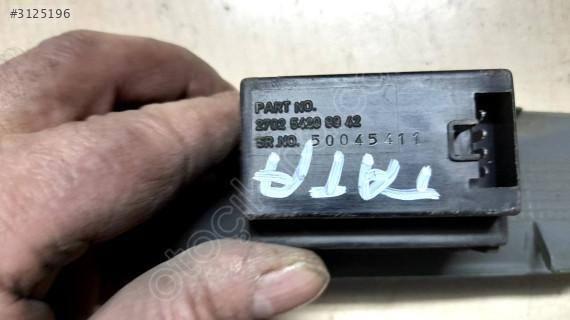 #3125196
PART NO.
2702 5420 99 42
SR.NO. 50045411
TATA